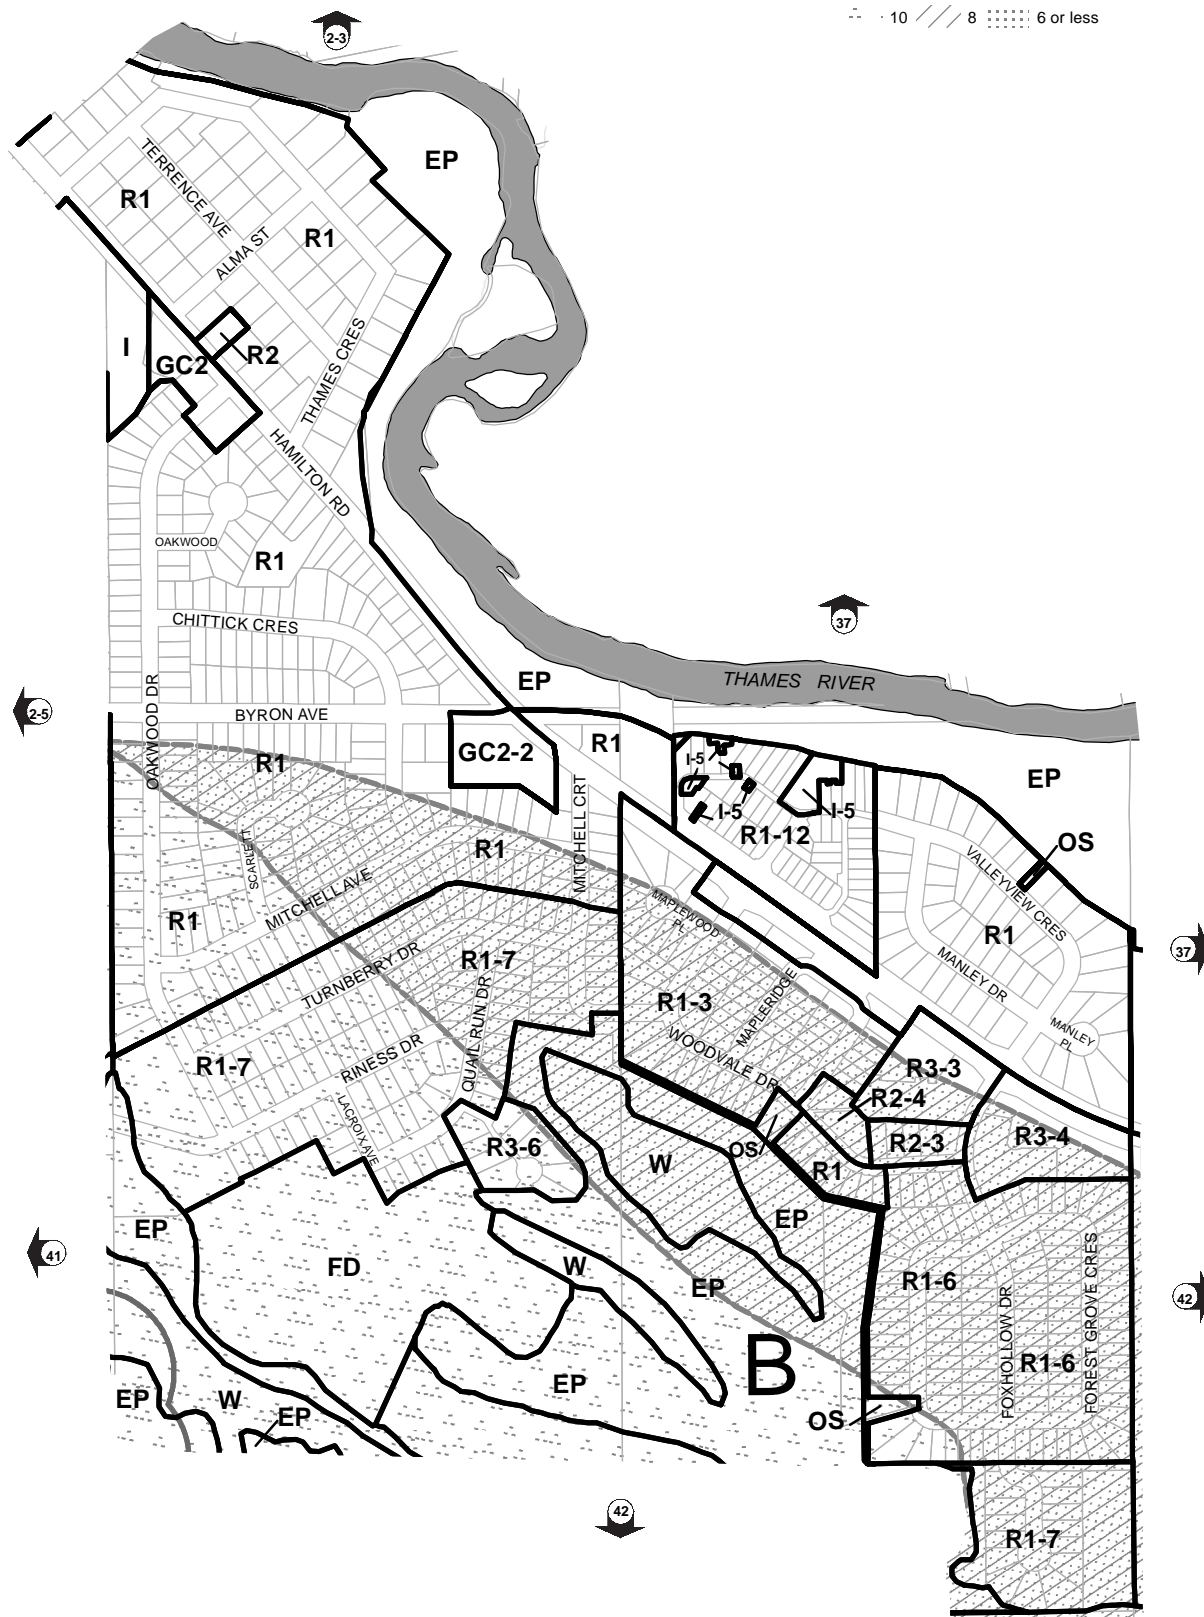 10 8 6 or less
2-3
EP
TERRENCE AVE
R1
ALMA ST
R1
I
GC2
R2
THAMES CRES
HAMILTON RD
OAKWOOD
R1
CHITTICK CRES
37
EP
THAMES RIVER
2-5
OAKWOOD DR
BYRON AVE
R1
GC2-2
R1
MITCHELL CRT
I-5
I-5
I-5
R1-12
EP
OS
VALLEYVIEW CRES
R1
SCARLETT
MITCHELL AVE
R1
MAPLEWOOD
PL
R1
MANLEY DR
37
TURNBERRY DR
R1-7
QUAIL RUN DR
R1-3
MAPLERIDGE
WOODVALE DR
MANLEY
PL
R1-7
RINESS DR
LACROIX AVE
R3-3
R2-4
R2-3
R3-4
R3-6
W
OS
R1
EP
EP
41
FD
W
EP
R1-6
FOXHOLLOW DR
FOREST GROVE CRES
42
B
R1-6
EP
W
EP
EP
OS
42
R1-7